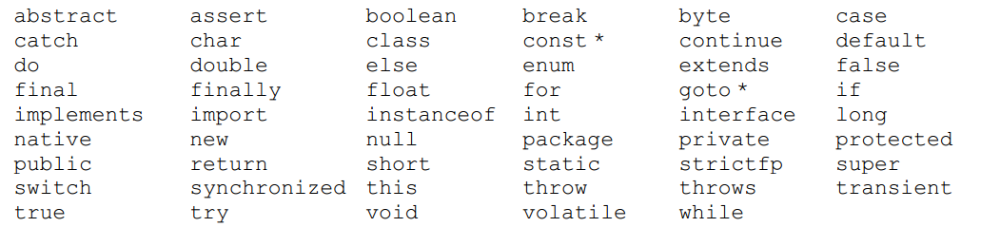 abstract assert boolean break byte case
catch char class const * continue default
do double else enum extends false
final finally float for goto * if
implements import instanceof int interface long
native new null package private protected
public return short static strictfp super
switch synchronized this throw throws transient
true try void volatile while